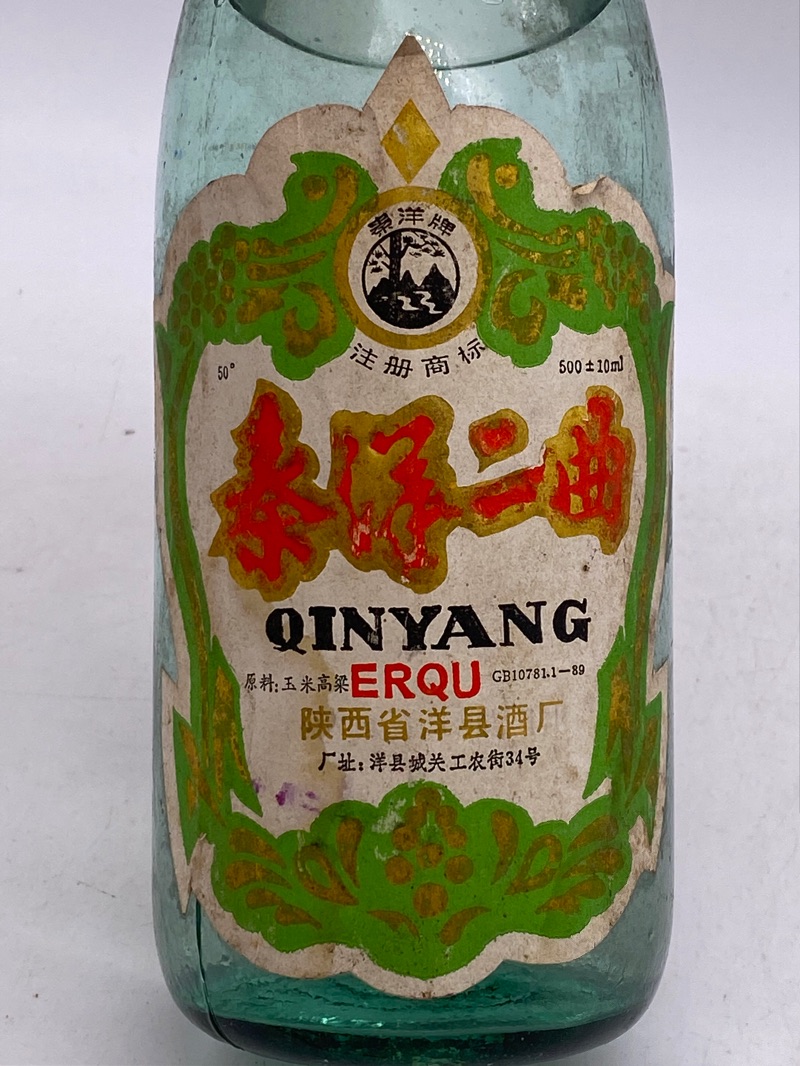 秦洋牌
注册商标
50°
500±10ml
秦洋二曲
QINYANG
原料:玉米高粱 ERQU GB10781.1—89
陕西省洋县酒厂
厂址:洋县城关工农街34号